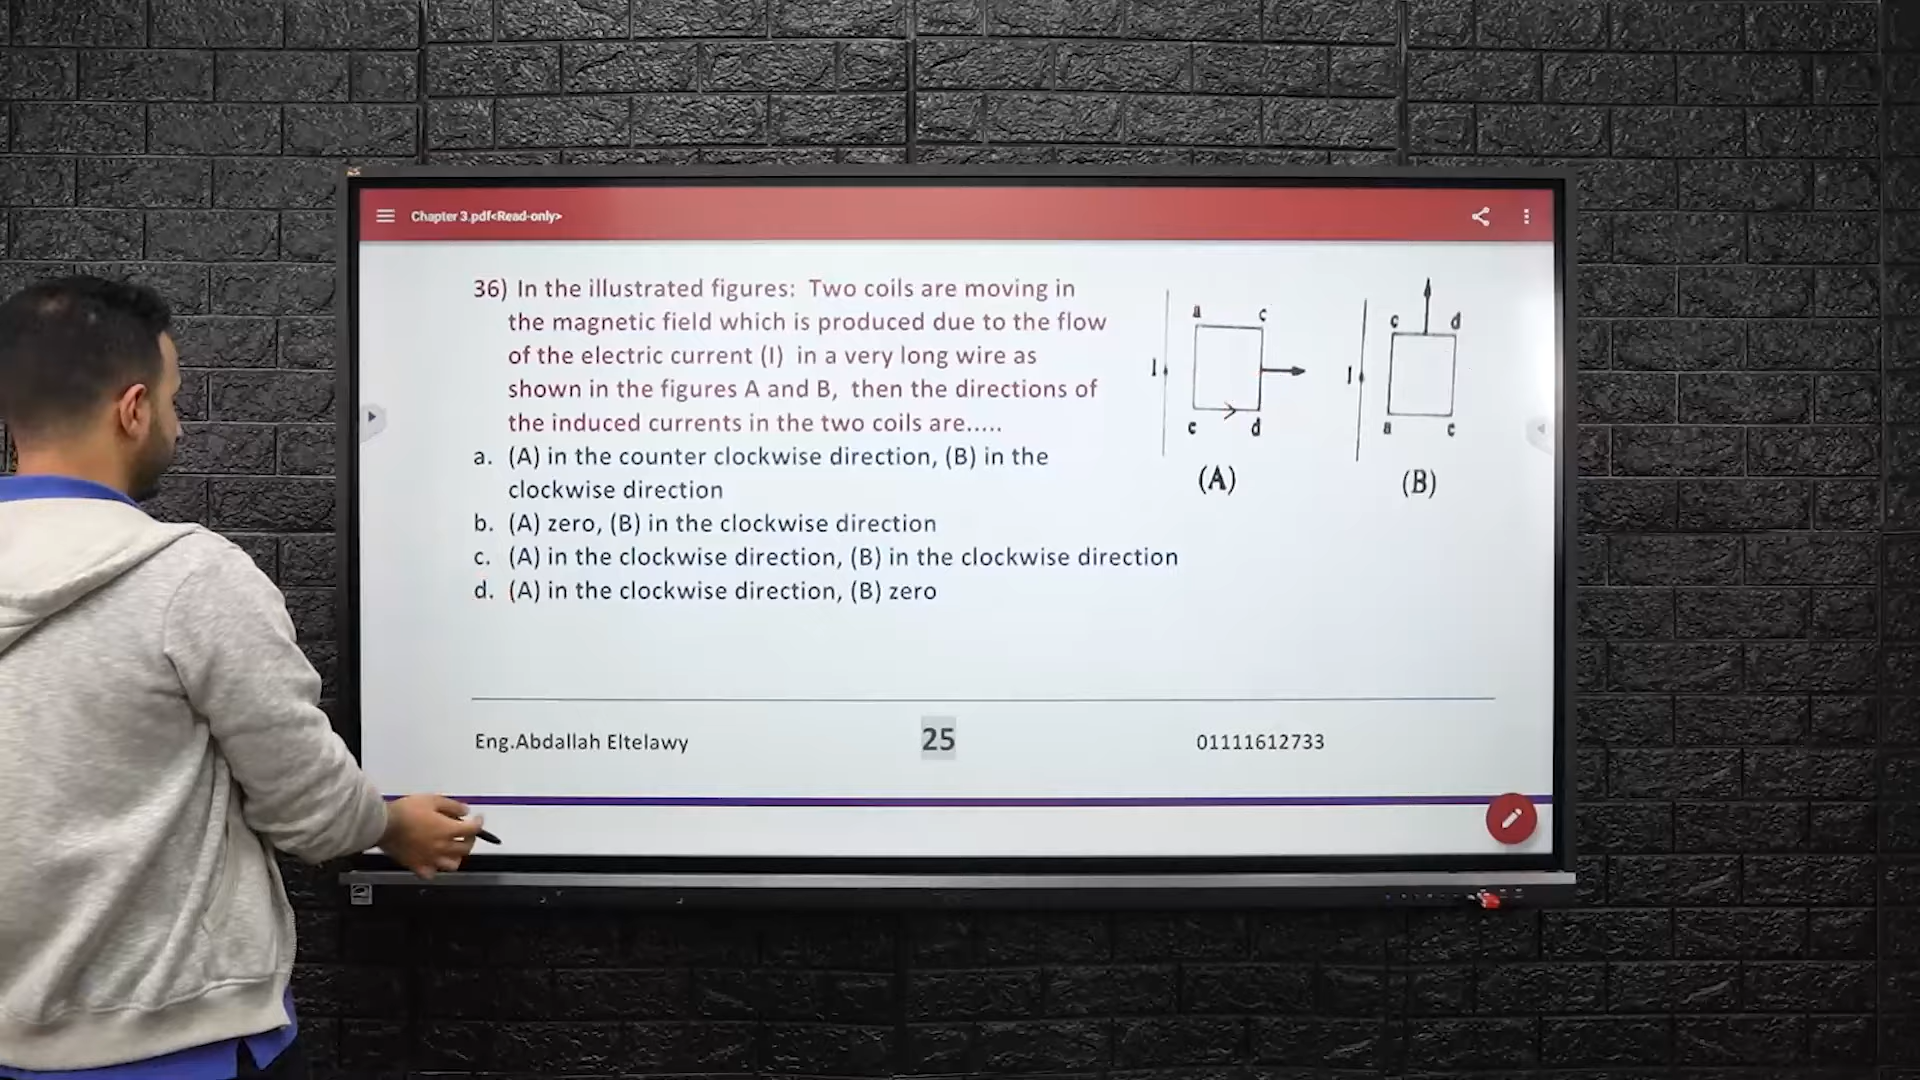 Chapter 3.pdf<Read-only>
36) In the illustrated figures: Two coils are moving in
the magnetic field which is produced due to the flow
of the electric current (I) in a very long wire as
shown in the figures A and B, then the directions of
the induced currents in the two coils are.....
a. (A) in the counter clockwise direction, (B) in the
clockwise direction
b. (A) zero, (B) in the clockwise direction
c. (A) in the clockwise direction, (B) in the clockwise direction
d. (A) in the clockwise direction, (B) zero
a c
I
c d
(A)
c d
I
a c
(B)
Eng.Abdallah Eltelawy 25 01111612733